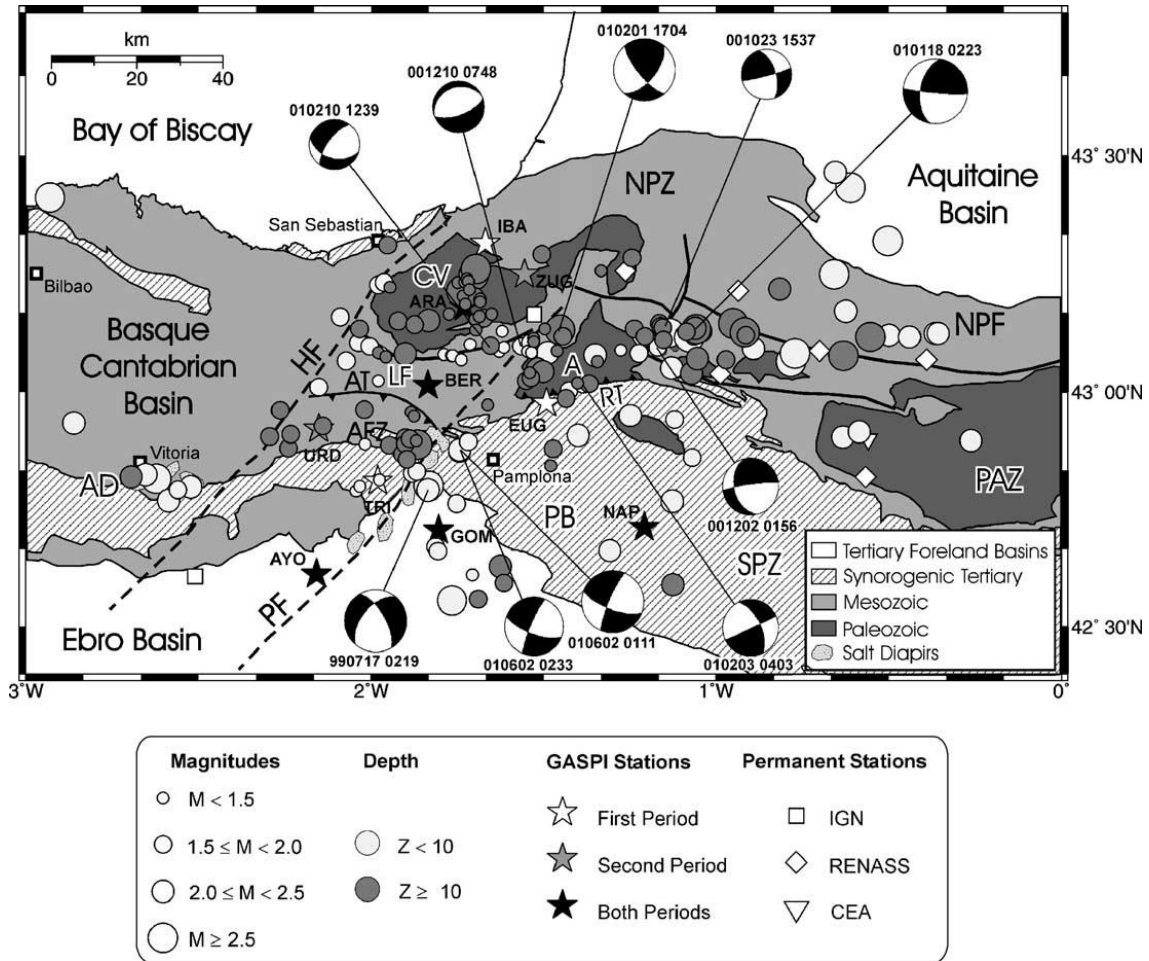 km
0 20 40
010201 1704
001023 1537
010118 0223
001210 0748
010210 1239
Bay of Biscay
43° 30'N
NPZ
Aquitaine
Basin
San Sebastian
IBA
Bilbao
CV
ZUG
ARA
Basque
Cantabrian
Basin
HF
NPF
AT
LF
BER
A
RT
43° 00'N
EUG
AFZ
URD
Vitoria
Pamplona
AD
PAZ
TRI
PB
NAP
001202 0156
GOM
SPZ
AYO
PF
Ebro Basin
Tertiary Foreland Basins
Synorogenic Tertiary
Mesozoic
Paleozoic
Salt Diapirs
42° 30'N
990717 0219
010602 0233
010602 0111
010203 0403
3°W
2°W
1°W
0°
Magnitudes
Depth
GASPI Stations
Permanent Stations
M < 1.5
First Period
IGN
1.5 ≤ M < 2.0
Z < 10
Second Period
RENASS
2.0 ≤ M < 2.5
Z ≥ 10
Both Periods
CEA
M ≥ 2.5